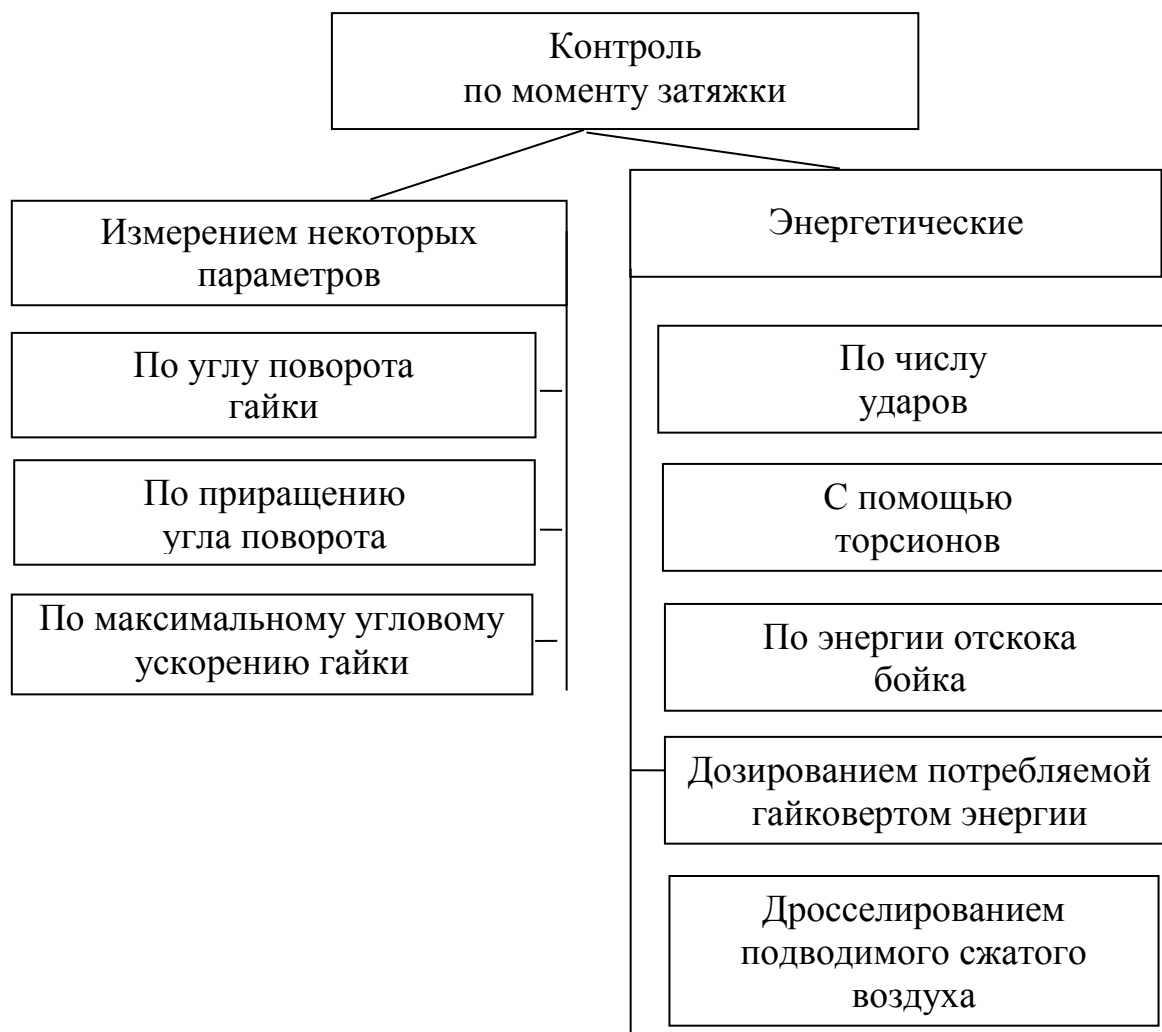 Контроль
по моменту затяжки
Измерением некоторых
параметров
По углу поворота
гайки
По приращению
угла поворота
По максимальному угловому
ускорению гайки
Энергетические
По числу
ударов
С помощью
торсионов
По энергии отскока
бойка
Дозированием потребляемой
гайковертом энергии
Дросселированием
подводимого сжатого
воздуха